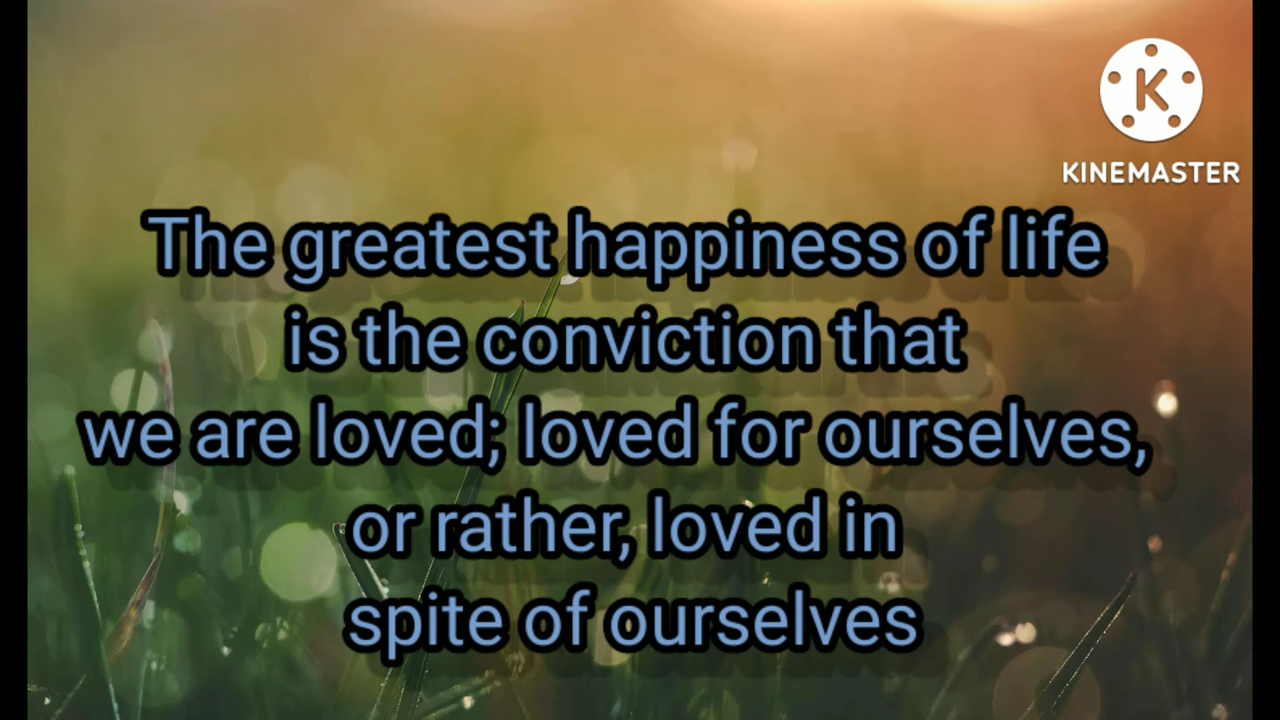 K
KINEMASTER
The greatest happiness of life
is the conviction that
we are loved; loved for ourselves,
or rather, loved in
spite of ourselves